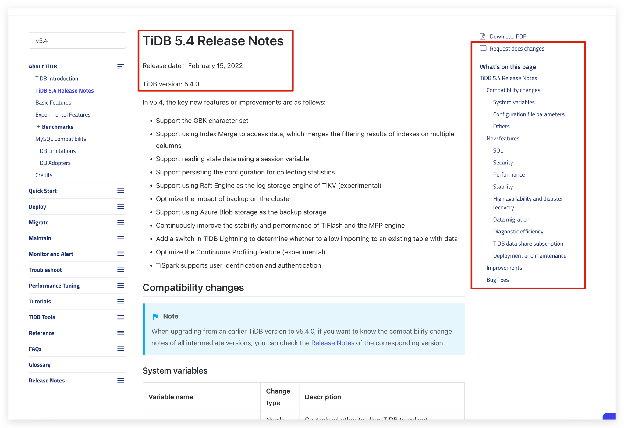 v5.4
About TiDB
TiDB Introduction
TiDB 5.4 Release Notes
Basic Features
Experimental Features
+ Benchmarks
MySQL Compatibility
TiDB Limitations
TiDB Adopters
Credits
Quick Start
Deploy
Migrate
Maintain
Monitor and Alert
Troubleshoot
Performance Tuning
Tutorials
TiDB Tools
Reference
FAQs
Glossary
Release Notes
TiDB 5.4 Release Notes
Release date: February 15, 2022
TiDB version: 5.4.0
In v5.4, the key new features or improvements are as follows:
• Support the GBK character set
• Support using Index Merge to access data, which merges the filtering results of indexes on multiple
columns
• Support reading stale data using a session variable
• Support persisting the configuration for collecting statistics
• Support using Raft Engine as the log storage engine of TiKV (experimental)
• Optimize the impact of backup on the cluster
• Support using Azure Blob storage as the backup storage
• Continuously improve the stability and performance of TiFlash and the MPP engine
• Add a switch in TiDB Lightning to determine whether to allow importing to an existing table with data
• Optimize the Continuous Profiling feature (experimental)
• TiSpark supports user identification and authentication
Compatibility changes
Note
When upgrading from an earlier TiDB version to v5.4.0, if you want to know the compatibility change
notes of all intermediate versions, you can check the Release Notes of the corresponding version.
System variables
Variable name
Change
type
Description
Download PDF
Request docs changes
What's on this page
TiDB 5.4 Release Notes
Compatibility changes
System variables
Configuration file parameters
Others
New features
SQL
Security
Performance
Stability
High availability and disaster
recovery
Data migration
Diagnostic efficiency
TiDB data share subscription
Deployment and maintenance
Improvements
Bug fixes